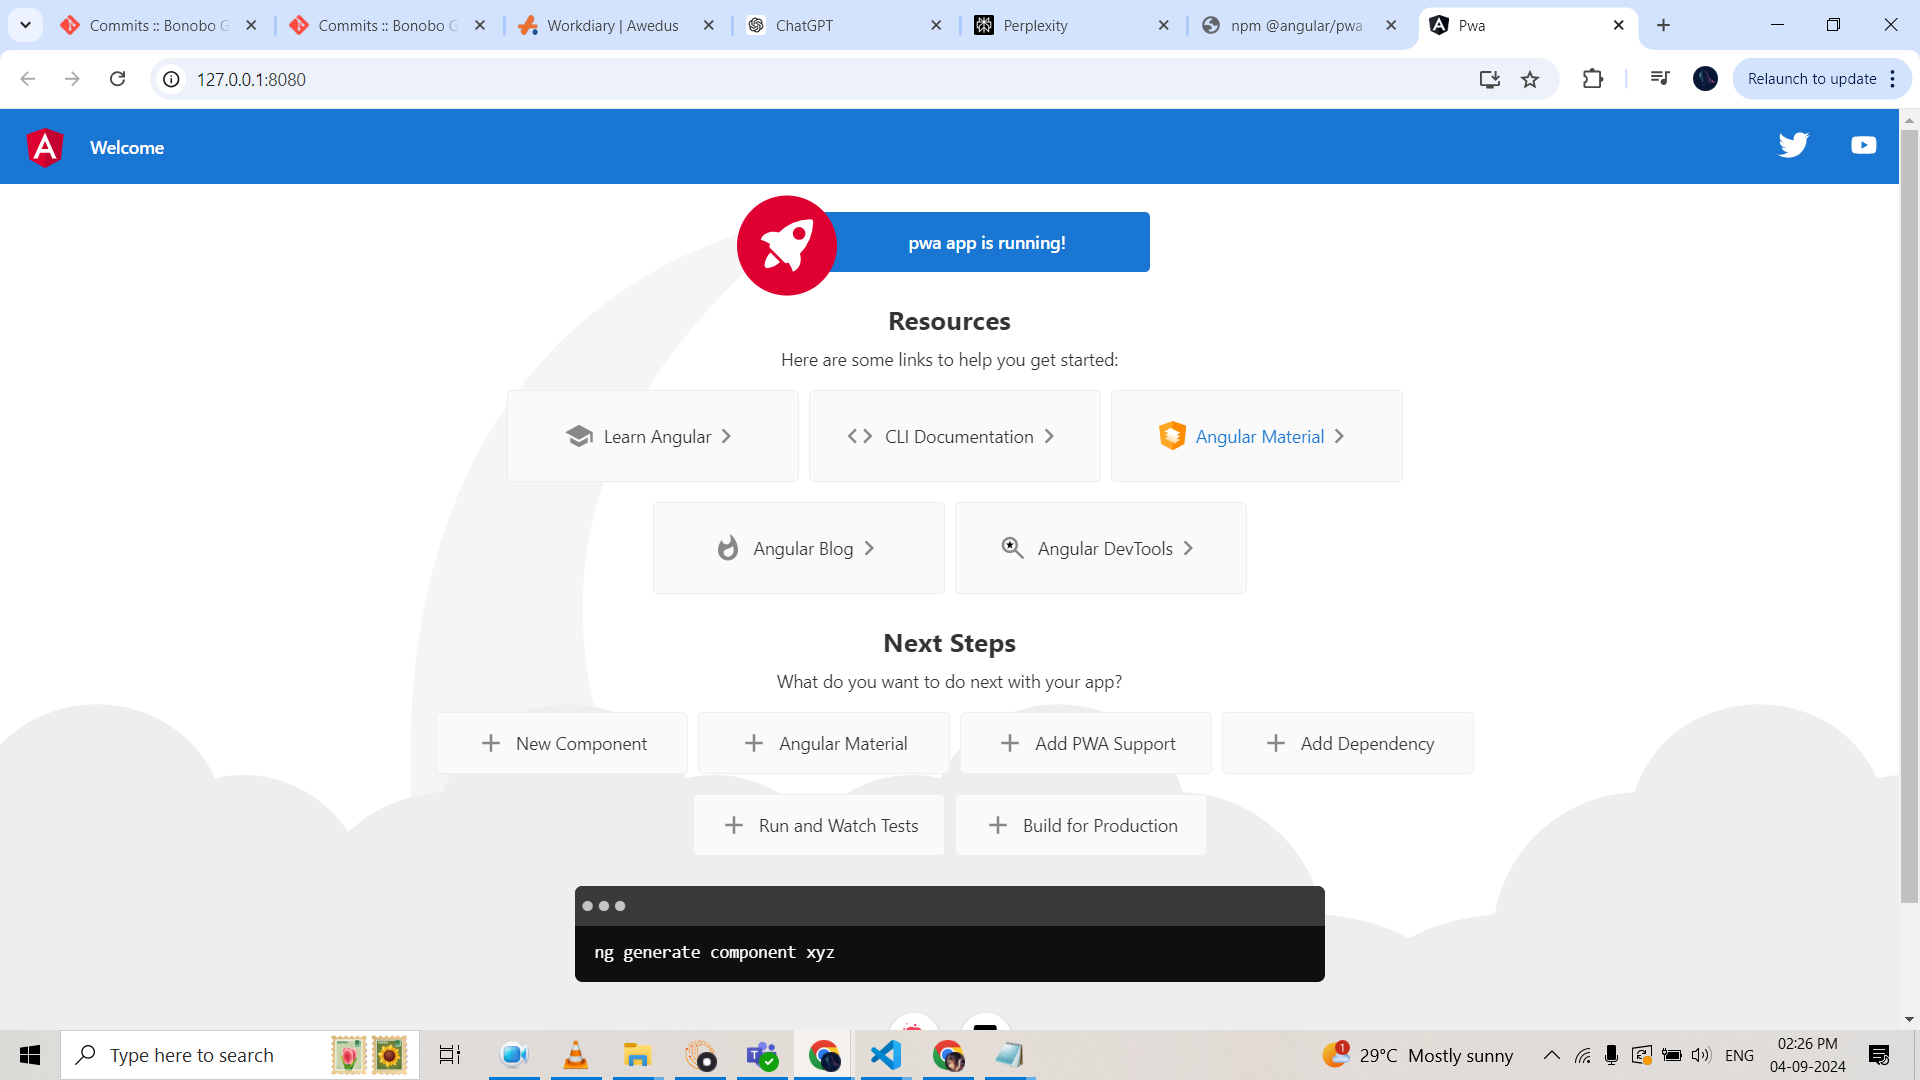 Commits :: Bonobo G
Commits :: Bonobo G
Workdiary | Awedus
ChatGPT
Perplexity
npm @angular/pwa -
Pwa
127.0.0.1:8080
Relaunch to update
Welcome
pwa app is running!
Resources
Here are some links to help you get started:
Learn Angular
CLI Documentation
Angular Material
Angular Blog
Angular DevTools
Next Steps
What do you want to do next with your app?
New Component
Angular Material
Add PWA Support
Add Dependency
Run and Watch Tests
Build for Production
ng generate component xyz
Type here to search
1
29°C Mostly sunny
ENG
02:26 PM
04-09-2024